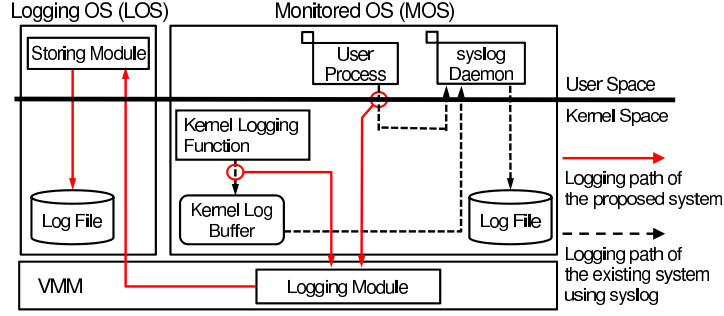 Logging OS (LOS)
Monitored OS (MOS)
Storing Module
User
Process
syslog
Daemon
User Space
Kernel Space
Kernel Logging
Function
Kernel Log
Buffer
Log File
Log File
Logging path of
the proposed system
Logging path of
the existing system
using syslog
VMM
Logging Module